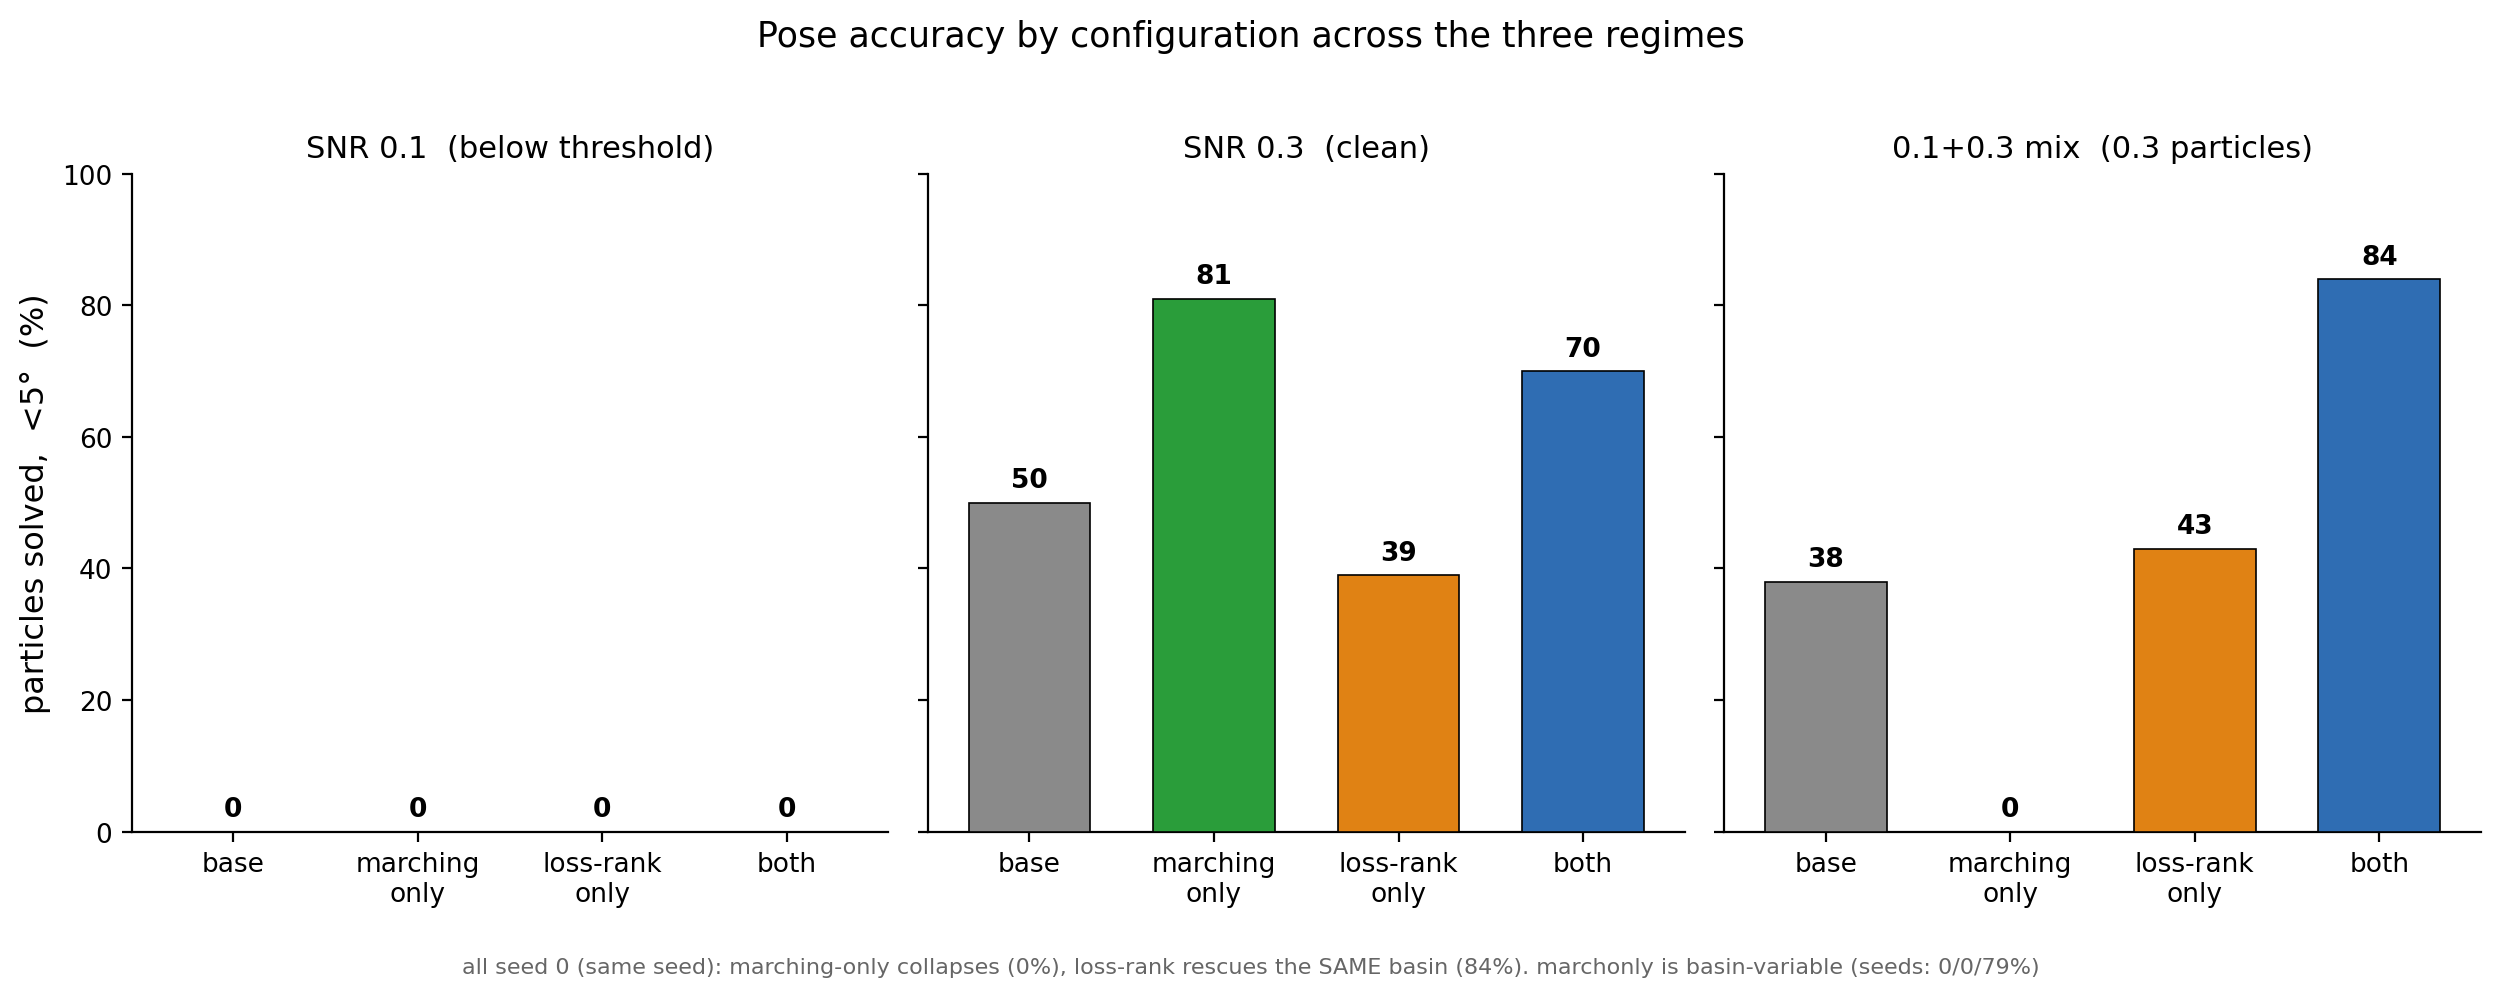 Pose accuracy by configuration across the three regimes
SNR 0.1  (below threshold)
particles solved,  <5°  (%)
100
80
60
40
20
0
0
0
0
0
base
marching
only
loss-rank
only
both
SNR 0.3  (clean)
50
81
39
70
base
marching
only
loss-rank
only
both
0.1+0.3 mix  (0.3 particles)
38
0
43
84
base
marching
only
loss-rank
only
both
all seed 0 (same seed): marching-only collapses (0%), loss-rank rescues the SAME basin (84%). marchonly is basin-variable (seeds: 0/0/79%)